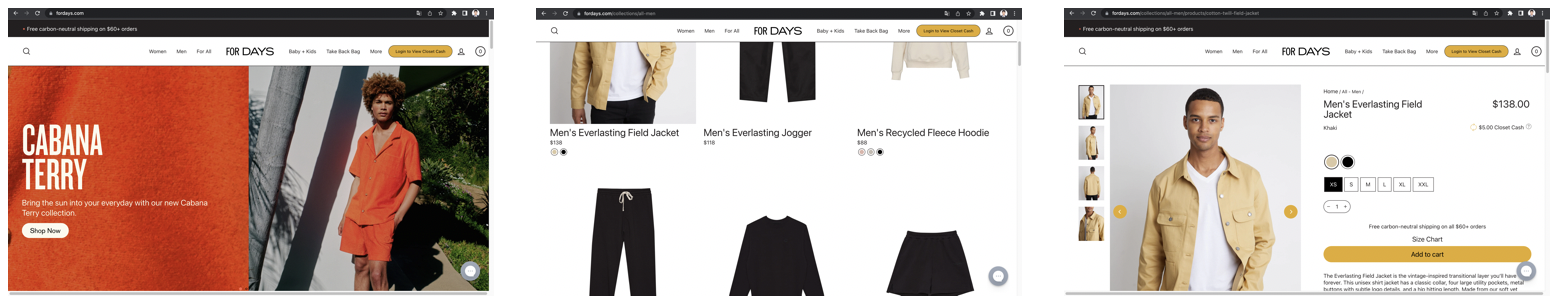 fordays.com
Free carbon-neutral shipping on $60+ orders
Women Men For All FOR DAYS Baby + Kids Take Back Bag More Login to View Closet Cash 0
CABANA
TERRY
Bring the sun into your everyday with our new Cabana
Terry collection.
Shop Now
fordays.com/collections/all-men
Women Men For All FOR DAYS Baby + Kids Take Back Bag More Login to View Closet Cash 0
Men's Everlasting Field Jacket
$138
Men's Everlasting Jogger
$118
Men's Recycled Fleece Hoodie
$88
fordays.com/collections/all-men/products/cotton-twill-field-jacket
Free carbon-neutral shipping on $60+ orders
Women Men For All FOR DAYS Baby + Kids Take Back Bag More Login to View Closet Cash 0
Home / All - Men /
Men's Everlasting Field
Jacket
$138.00
Khaki
$5.00 Closet Cash ?
XS S M L XL XXL
− 1 +
Free carbon-neutral shipping on all $60+ orders
Size Chart
Add to cart
The Everlasting Field Jacket is the vintage-inspired transitional layer you'll have
forever. This unisex shirt jacket has a classic collar, four large utility pockets, metal
buttons with subtle logo details, and a hip hitting length. Made from our soft yet